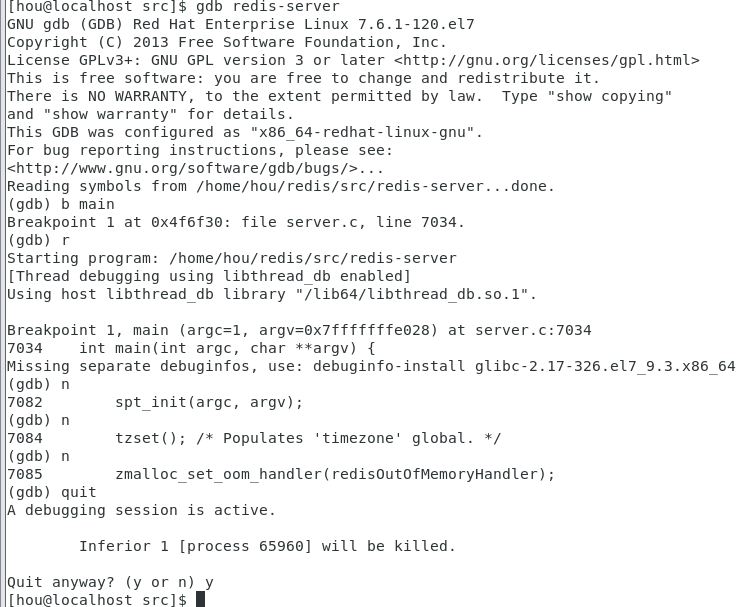 [hou@localhost src]$ gdb redis-server
GNU gdb (GDB) Red Hat Enterprise Linux 7.6.1-120.el7
Copyright (C) 2013 Free Software Foundation, Inc.
License GPLv3+: GNU GPL version 3 or later <http://gnu.org/licenses/gpl.html>
This is free software: you are free to change and redistribute it.
There is NO WARRANTY, to the extent permitted by law.  Type "show copying"
and "show warranty" for details.
This GDB was configured as "x86_64-redhat-linux-gnu".
For bug reporting instructions, please see:
<http://www.gnu.org/software/gdb/bugs/>...
Reading symbols from /home/hou/redis/src/redis-server...done.
(gdb) b main
Breakpoint 1 at 0x4f6f30: file server.c, line 7034.
(gdb) r
Starting program: /home/hou/redis/src/redis-server
[Thread debugging using libthread_db enabled]
Using host libthread_db library "/lib64/libthread_db.so.1".

Breakpoint 1, main (argc=1, argv=0x7fffffffe028) at server.c:7034
7034    int main(int argc, char **argv) {
Missing separate debuginfos, use: debuginfo-install glibc-2.17-326.el7_9.3.x86_64
(gdb) n
7082        spt_init(argc, argv);
(gdb) n
7084        tzset(); /* Populates 'timezone' global. */
(gdb) n
7085        zmalloc_set_oom_handler(redisOutOfMemoryHandler);
(gdb) quit
A debugging session is active.

        Inferior 1 [process 65960] will be killed.

Quit anyway? (y or n) y
[hou@localhost src]$